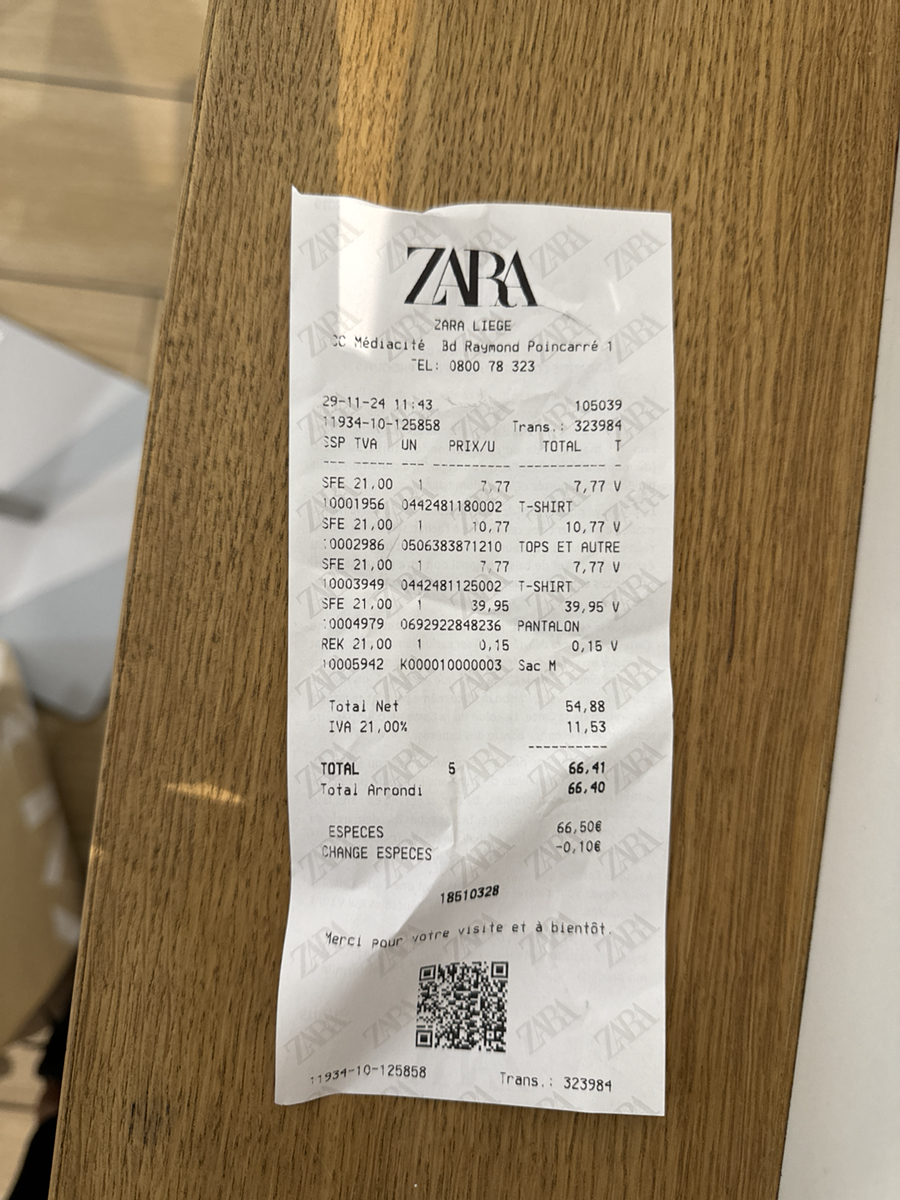 ZARA
ZARA LIEGE
CC Médiacité Bd Raymond Poincarré 1
TEL: 0800 78 323
29-11-24 11:43 105039
11934-10-125858 Trans.: 323984
SSP TVA UN PRIX/U TOTAL T
--- ----- --- ---------- ------------ -
SFE 21,00 1 7,77 7,77 V
10001956 0442481180002 T-SHIRT
SFE 21,00 1 10,77 10,77 V
10002986 0506383871210 TOPS ET AUTRE
SFE 21,00 1 7,77 7,77 V
10003949 0442481125002 T-SHIRT
SFE 21,00 1 39,95 39,95 V
10004979 0692922848236 PANTALON
REK 21,00 1 0,15 0,15 V
10005942 K000010000003 Sac M
Total Net 54,88
IVA 21,00% 11,53
----------
TOTAL 5 66,41
Total Arrondi 66,40
ESPECES 66,50€
CHANGE ESPECES -0,10€
18510328
Merci pour votre visite et à bientôt.
11934-10-125858 Trans.: 323984